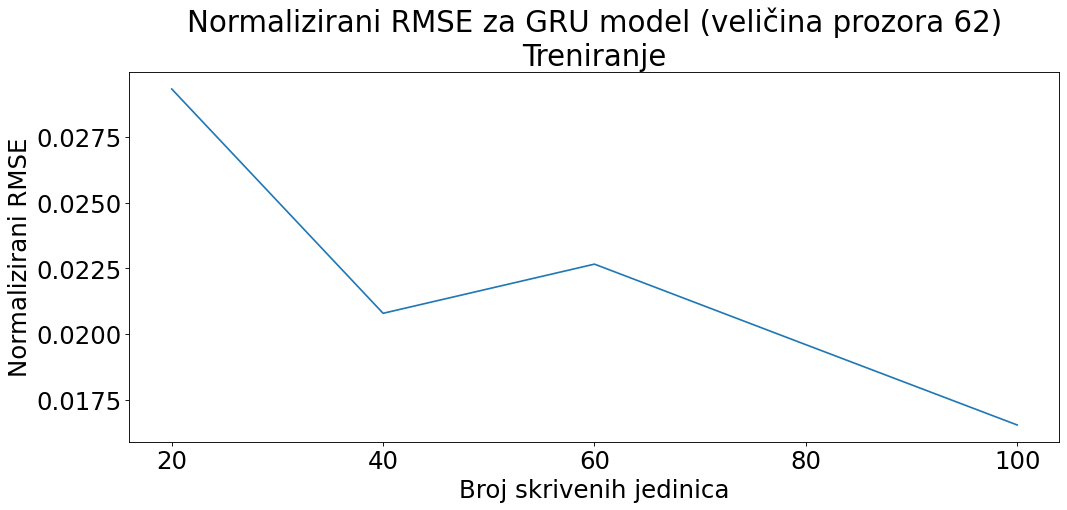 Normalizirani RMSE za GRU model (veličina prozora 62)
Treniranje
Normalizirani RMSE
0.0275
0.0250
0.0225
0.0200
0.0175
20 40 60 80 100
Broj skrivenih jedinica